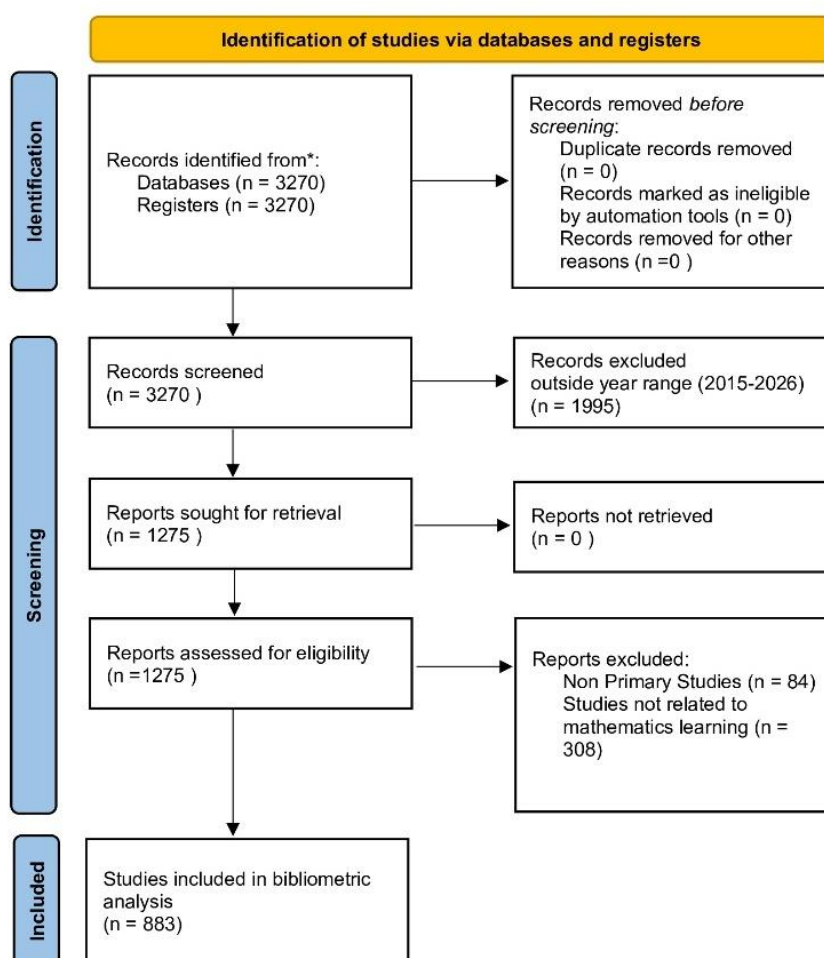 Identification of studies via databases and registers
Identification
Records identified from*:
Databases (n = 3270)
Registers (n = 3270)
Records removed before
screening:
Duplicate records removed
(n = 0)
Records marked as ineligible
by automation tools (n = 0)
Records removed for other
reasons (n =0 )
Screening
Records screened
(n = 3270 )
Records excluded
outside year range (2015-2026)
(n = 1995)
Reports sought for retrieval
(n = 1275 )
Reports not retrieved
(n = 0 )
Reports assessed for eligibility
(n =1275 )
Reports excluded:
Non Primary Studies (n = 84)
Studies not related to
mathematics learning (n =
308)
Included
Studies included in bibliometric
analysis
(n = 883)